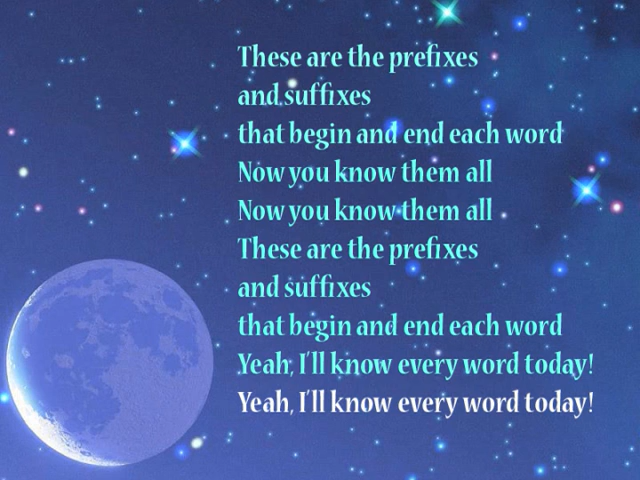 These are the prefixes
and suffixes
that begin and end each word
Now you know them all
Now you know them all
These are the prefixes
and suffixes
that begin and end each word
Yeah, I'll know every word today!
Yeah, I'll know every word today!